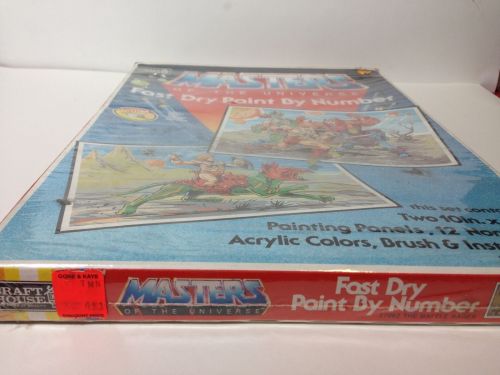 MASTERS
OF THE UNIVERSE
Fast Dry Paint By Number
this set cont
Two 10in. x
Painting Panels, 12 Non
Acrylic Colors, Brush & Inst
CRAFT
HOUSE
MASTERS
OF THE UNIVERSE
Fast Dry
Paint By Number